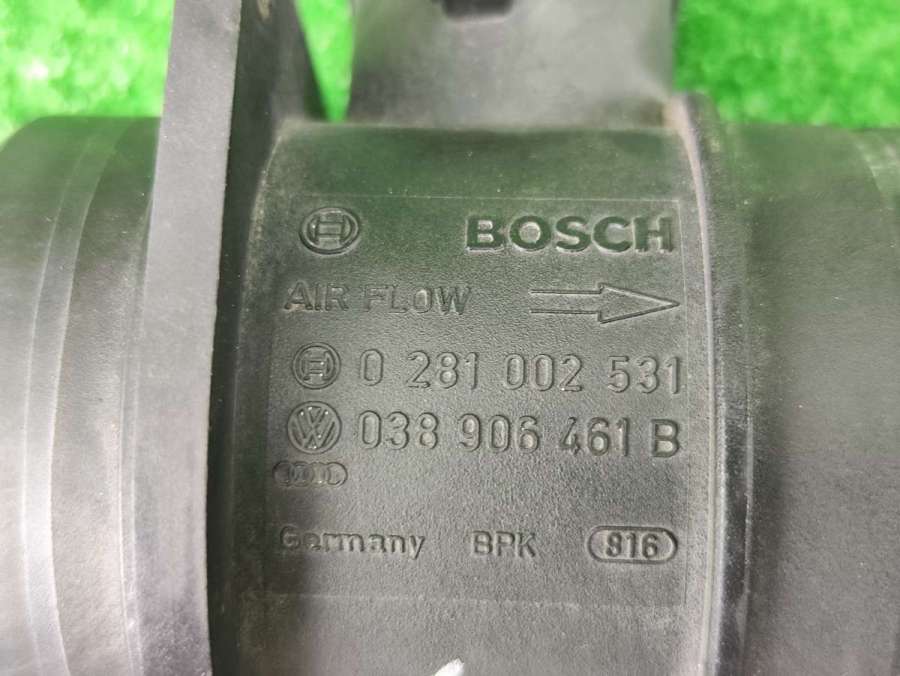 BOSCH
AIR FLOW
0 281 002 531
038 906 461 B
Germany BPK 816